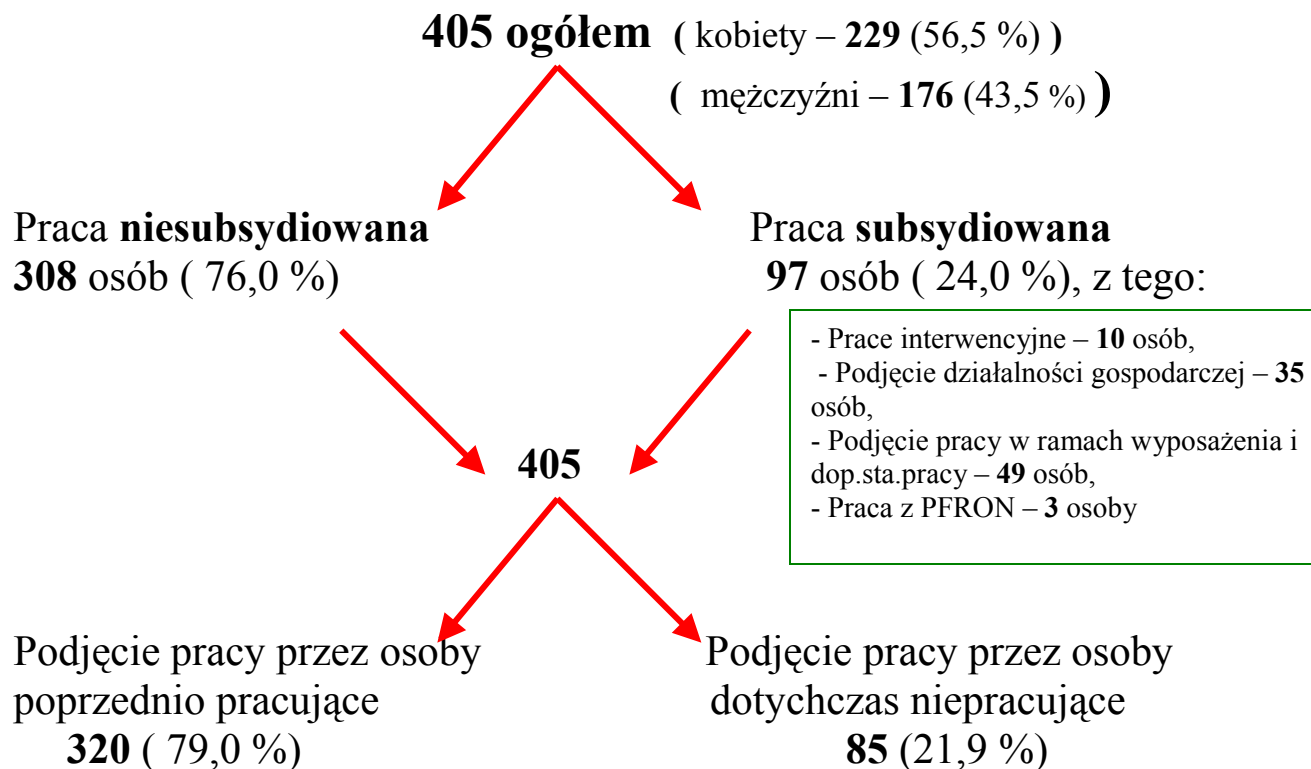 405 ogółem ( kobiety – 229 (56,5 %) )
( mężczyźni – 176 (43,5 %) )
Praca niesubsydiowana
308 osób ( 76,0 %)
Praca subsydiowana
97 osób ( 24,0 %), z tego:
- Prace interwencyjne – 10 osób,
- Podjęcie działalności gospodarczej – 35
osób,
- Podjęcie pracy w ramach wyposażenia i
dop.sta.pracy – 49 osób,
- Praca z PFRON – 3 osoby
405
Podjęcie pracy przez osoby
poprzednio pracujące
320 ( 79,0 %)
Podjęcie pracy przez osoby
dotychczas niepracujące
85 (21,9 %)